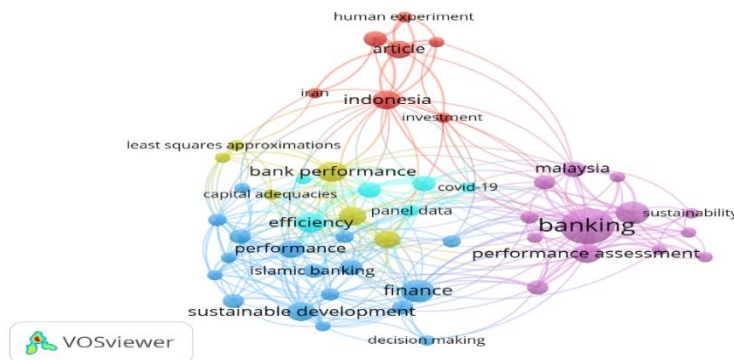 human experiment
article
iran
indonesia
investment
least squares approximations
bank performance
malaysia
covid-19
capital adequacies
panel data
sustainability
efficiency
banking
performance
performance assessment
islamic banking
finance
sustainable development
decision making
VOSviewer